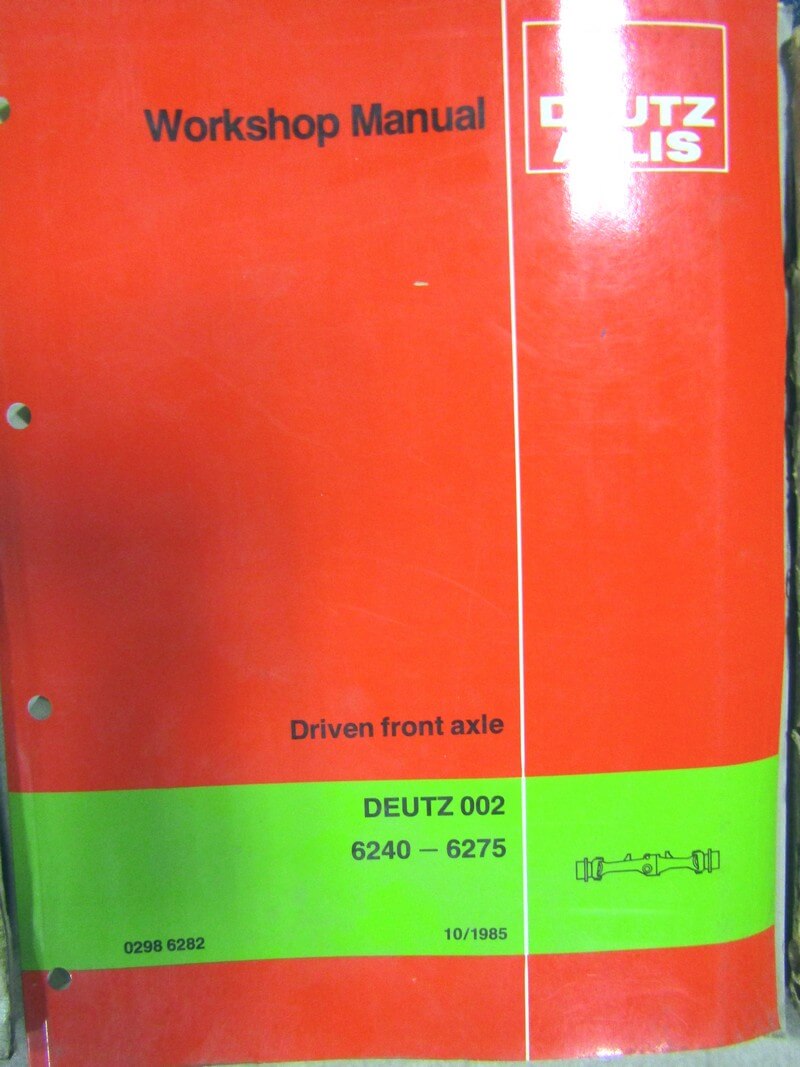 Workshop Manual
DEUTZ
ALLIS
Driven front axle
DEUTZ 002
6240 – 6275
0298 6282
10/1985